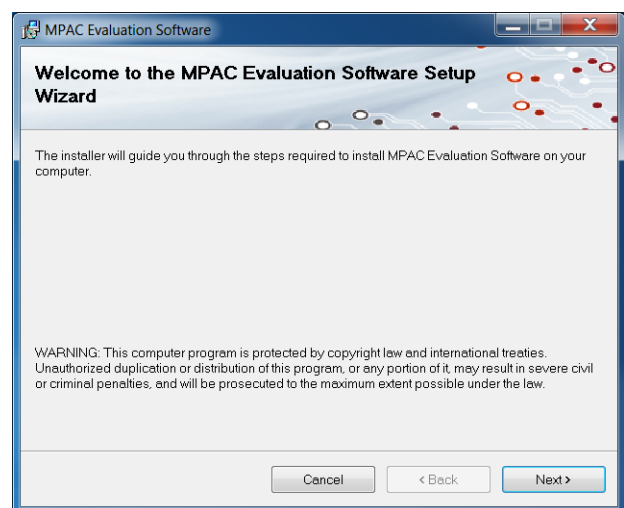 MPAC Evaluation Software
Welcome to the MPAC Evaluation Software Setup
Wizard
The installer will guide you through the steps required to install MPAC Evaluation Software on your
computer.
WARNING: This computer program is protected by copyright law and international treaties.
Unauthorized duplication or distribution of this program, or any portion of it, may result in severe civil
or criminal penalties, and will be prosecuted to the maximum extent possible under the law.
Cancel < Back Next >